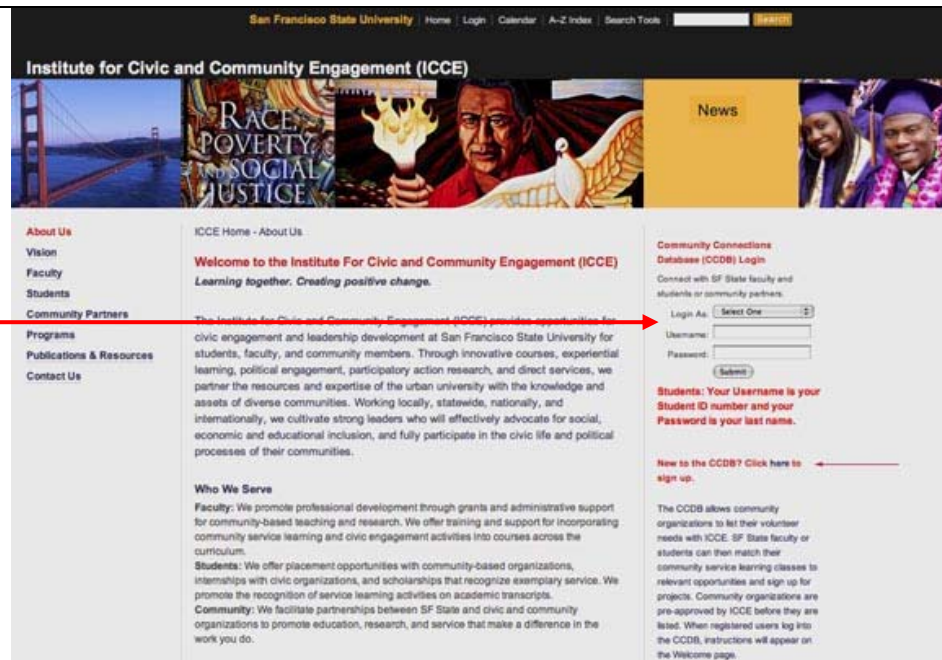 San Francisco State University Home Login Calendar A-Z Index Search Tools Search
Institute for Civic and Community Engagement (ICCE)
RACE,
POVERTY,
AND SOCIAL
JUSTICE
News
About Us
Vision
Faculty
Students
Community Partners
Programs
Publications & Resources
Contact Us
ICCE Home - About Us
Welcome to the Institute For Civic and Community Engagement (ICCE)
Learning together. Creating positive change.
The Institute for Civic and Community Engagement (ICCE) provides opportunities for
civic engagement and leadership development at San Francisco State University for
students, faculty, and community members. Through innovative courses, experiential
learning, political engagement, participatory action research, and direct services, we
partner the resources and expertise of the urban university with the knowledge and
assets of diverse communities. Working locally, statewide, nationally, and
internationally, we cultivate strong leaders who will effectively advocate for social,
economic and educational inclusion, and fully participate in the civic life and political
processes of their communities.
Who We Serve
Faculty: We promote professional development through grants and administrative support
for community-based teaching and research. We offer training and support for incorporating
community service learning and civic engagement activities into courses across the
curriculum.
Students: We offer placement opportunities with community-based organizations,
internships with civic organizations, and scholarships that recognize exemplary service. We
promote the recognition of service learning activities on academic transcripts.
Community: We facilitate partnerships between SF State and civic and community
organizations to promote education, research, and service that make a difference in the
work you do.
Community Connections
Database (CCDB) Login
Connect with SF State faculty and
students or community partners.
Login As: Select One
Username:
Password:
Submit
Students: Your Username is your
Student ID number and your
Password is your last name.
New to the CCDB? Click here to
sign up.
The CCDB allows community
organizations to list their volunteer
needs with ICCE. SF State faculty or
students can then match their
community service learning classes to
relevant opportunities and sign up for
projects. Community organizations are
pre-approved by ICCE before they are
listed. When registered users log into
the CCDB, instructions will appear on
the Welcome page.